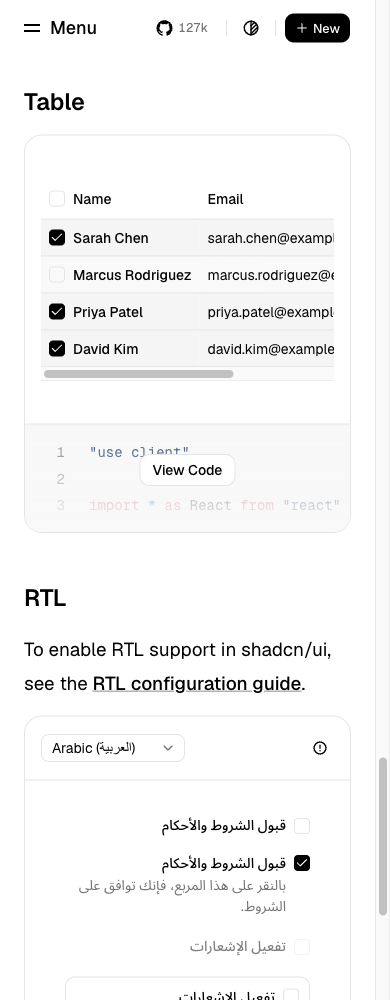 Menu 127k New
Table
Name Email
Sarah Chen sarah.chen@exampl
Marcus Rodriguez marcus.rodriguez@e
Priya Patel priya.patel@exampl
David Kim david.kim@example
1 "use client"
View Code
2
3 import * as React from "react"
RTL
To enable RTL support in shadcn/ui,
see the RTL configuration guide.
Arabic (العربية)
قبول الشروط والأحكام
قبول الشروط والأحكام
بالنقر على هذا المربع، فإنك توافق على
الشروط.
تفعيل الإشعارات
تفعيل الإشعارات